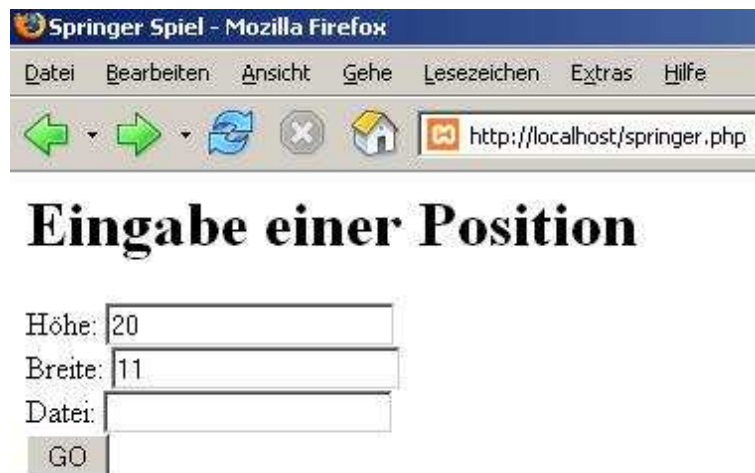 Springer Spiel - Mozilla Firefox
Datei Bearbeiten Ansicht Gehe Lesezeichen Extras Hilfe
http://localhost/springer.php
Eingabe einer Position
Höhe: 20
Breite: 11
Datei:
GO